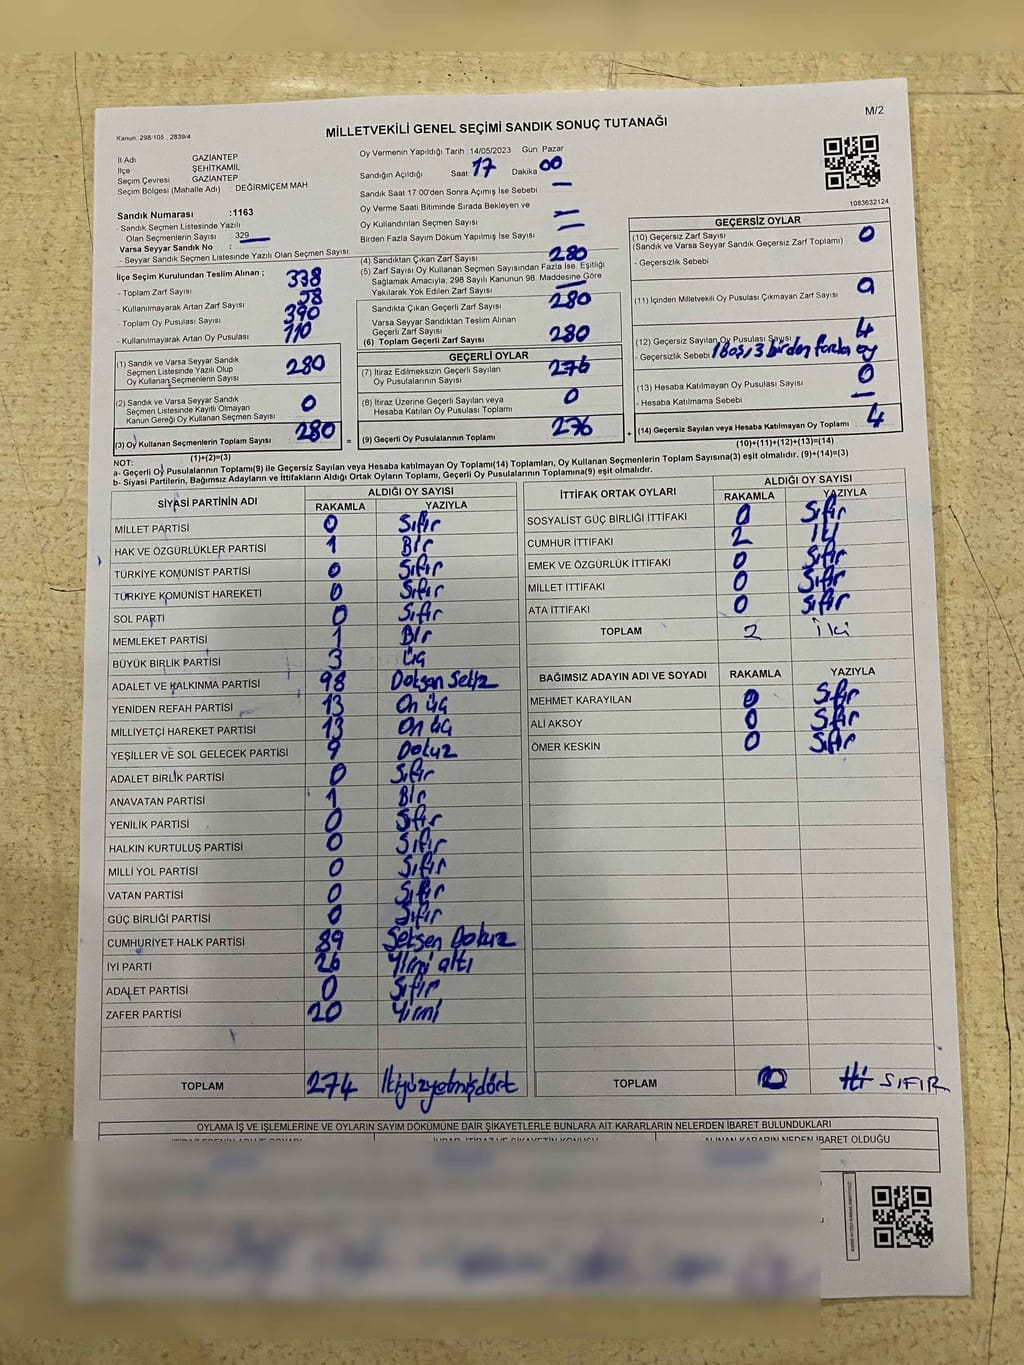 M/2
Kanun: 298/105 , 2839/4
MİLLETVEKİLİ GENEL SEÇİMİ SANDIK SONUÇ TUTANAĞI
İl Adı GAZİANTEP
İlçe ŞEHİTKAMİL
Seçim Çevresi GAZİANTEP
Seçim Bölgesi (Mahalle Adı) : DEĞİRMİÇEM MAH
Sandık Numarası :1163
- Sandık Seçmen Listesinde Yazılı
Olan Seçmenlerin Sayısı : 329
Varsa Seyyar Sandık No :
- Seyyar Sandık Seçmen Listesinde Yazılı Olan Seçmen Sayısı:
Oy Vermenin Yapıldığı Tarih :14/05/2023 Gün: Pazar
Sandığın Açıldığı Saat: 17 Dakika 00
Sandık Saat 17:00'den Sonra Açımış İse Sebebi —
Oy Verme Saati Bitiminde Sırada Bekleyen ve
Oy Kullandırılan Seçmen Sayısı —
Birden Fazla Sayım Döküm Yapılmış İse Sayısı —
1083632124
İlçe Seçim Kurulundan Teslim Alınan ;
- Toplam Zarf Sayısı 338
- Kullanılmayarak Artan Zarf Sayısı 58
- Toplam Oy Pusulası Sayısı 390
- Kullanılmayarak Artan Oy Pusulası 110
(1) Sandık ve Varsa Seyyar Sandık
Seçmen Listesinde Yazılı Olup
Oy Kullanan Seçmenlerin Sayısı 280
(2) Sandık ve Varsa Seyyar Sandık
Seçmen Listesinde Kayıtlı Olmayan
Kanun Gereği Oy Kullanan Seçmen Sayısı 0
(3) Oy Kullanan Seçmenlerin Toplam Sayısı 280
(1)+(2)=(3)
(4) Sandıktan Çıkan Zarf Sayısı 280
(5) Zarf Sayısı Oy Kullanan Seçmen Sayısından Fazla İse, Eşitliği
Sağlamak Amacıyla, 298 Sayılı Kanunun 98. Maddesine Göre
Yakılarak Yok Edilen Zarf Sayısı —
Sandıkta Çıkan Geçerli Zarf Sayısı 280
Varsa Seyyar Sandıktan Teslim Alınan
Geçerli Zarf Sayısı
(6) Toplam Geçerli Zarf Sayısı 280
GEÇERLİ OYLAR
(7) İtiraz Edilmeksizin Geçerli Sayılan
Oy Pusulalarının Sayısı 276
(8) İtiraz Üzerine Geçerli Sayılan veya
Hesaba Katılan Oy Pusulası Toplamı 0
= (9) Geçerli Oy Pusulalarının Toplamı 276
GEÇERSİZ OYLAR
(10) Geçersiz Zarf Sayısı 0
(Sandık ve Varsa Seyyar Sandık Geçersiz Zarf Toplamı)
- Geçersizlik Sebebi
(11) İçinden Milletvekili Oy Pusulası Çıkmayan Zarf Sayısı 0
(12) Geçersiz Sayılan Oy Pusulası Sayısı 4
- Geçersizlik Sebebi 1 Boş, 3 birden fazla oy
(13) Hesaba Katılmayan Oy Pusulası Sayısı 0
- Hesaba Katılmama Sebebi —
+ (14) Geçersiz Sayılan veya Hesaba Katılmayan Oy Toplamı 4
(10)+(11)+(12)+(13)=(14)
NOT:
a- Geçerli Oy Pusulalarının Toplamı(9) ile Geçersiz Sayılan veya Hesaba katılmayan Oy Toplamı(14) Toplamları, Oy Kullanan Seçmenlerin Toplam Sayısına(3) eşit olmalıdır. (9)+(14)=(3)
b- Siyasi Partilerin, Bağımsız Adayların ve İttifakların Aldığı Ortak Oyların Toplamı, Geçerli Oy Pusulalarının Toplamına(9) eşit olmalıdır.
SİYASİ PARTİNİN ADI ALDIĞI OY SAYISI
RAKAMLA YAZIYLA
MİLLET PARTİSİ 0 Sıfır
HAK VE ÖZGÜRLÜKLER PARTİSİ 1 Bir
TÜRKİYE KOMÜNİST PARTİSİ 0 Sıfır
TÜRKİYE KOMÜNİST HAREKETİ 0 Sıfır
SOL PARTİ 0 Sıfır
MEMLEKET PARTİSİ 1 Bir
BÜYÜK BİRLİK PARTİSİ 3 Üç
ADALET VE KALKINMA PARTİSİ 98 Doksan Sekiz
YENİDEN REFAH PARTİSİ 13 On üç
MİLLİYETÇİ HAREKET PARTİSİ 13 On üç
YEŞİLLER VE SOL GELECEK PARTİSİ 9 Dokuz
ADALET BİRLİK PARTİSİ 0 Sıfır
ANAVATAN PARTİSİ 1 Bir
YENİLİK PARTİSİ 0 Sıfır
HALKIN KURTULUŞ PARTİSİ 0 Sıfır
MİLLİ YOL PARTİSİ 0 Sıfır
VATAN PARTİSİ 0 Sıfır
GÜÇ BİRLİĞİ PARTİSİ 0 Sıfır
CUMHURİYET HALK PARTİSİ 89 Seksen Dokuz
İYİ PARTİ 26 Yirmi altı
ADALET PARTİSİ 0 Sıfır
ZAFER PARTİSİ 20 Yirmi
TOPLAM 274 İkiyüzyetmişdört
İTTİFAK ORTAK OYLARI ALDIĞI OY SAYISI
RAKAMLA YAZIYLA
SOSYALİST GÜÇ BİRLİĞİ İTTİFAKI 0 Sıfır
CUMHUR İTTİFAKI 2 İki
EMEK VE ÖZGÜRLÜK İTTİFAKI 0 Sıfır
MİLLET İTTİFAKI 0 Sıfır
ATA İTTİFAKI 0 Sıfır
TOPLAM 2 İki
BAĞIMSIZ ADAYIN ADI VE SOYADI RAKAMLA YAZIYLA
MEHMET KARAYILAN 0 Sıfır
ALİ AKSOY 0 Sıfır
ÖMER KESKİN 0 Sıfır
TOPLAM 0 SIFIR
OYLAMA İŞ VE İŞLEMLERİNE VE OYLARIN SAYIM DÖKÜMÜNE DAİR ŞİKAYETLERLE BUNLARA AİT KARARLARIN NELERDEN İBARET BULUNDUKLARI
ALINAN KARARIN NEDEN İBARET OLDUĞU